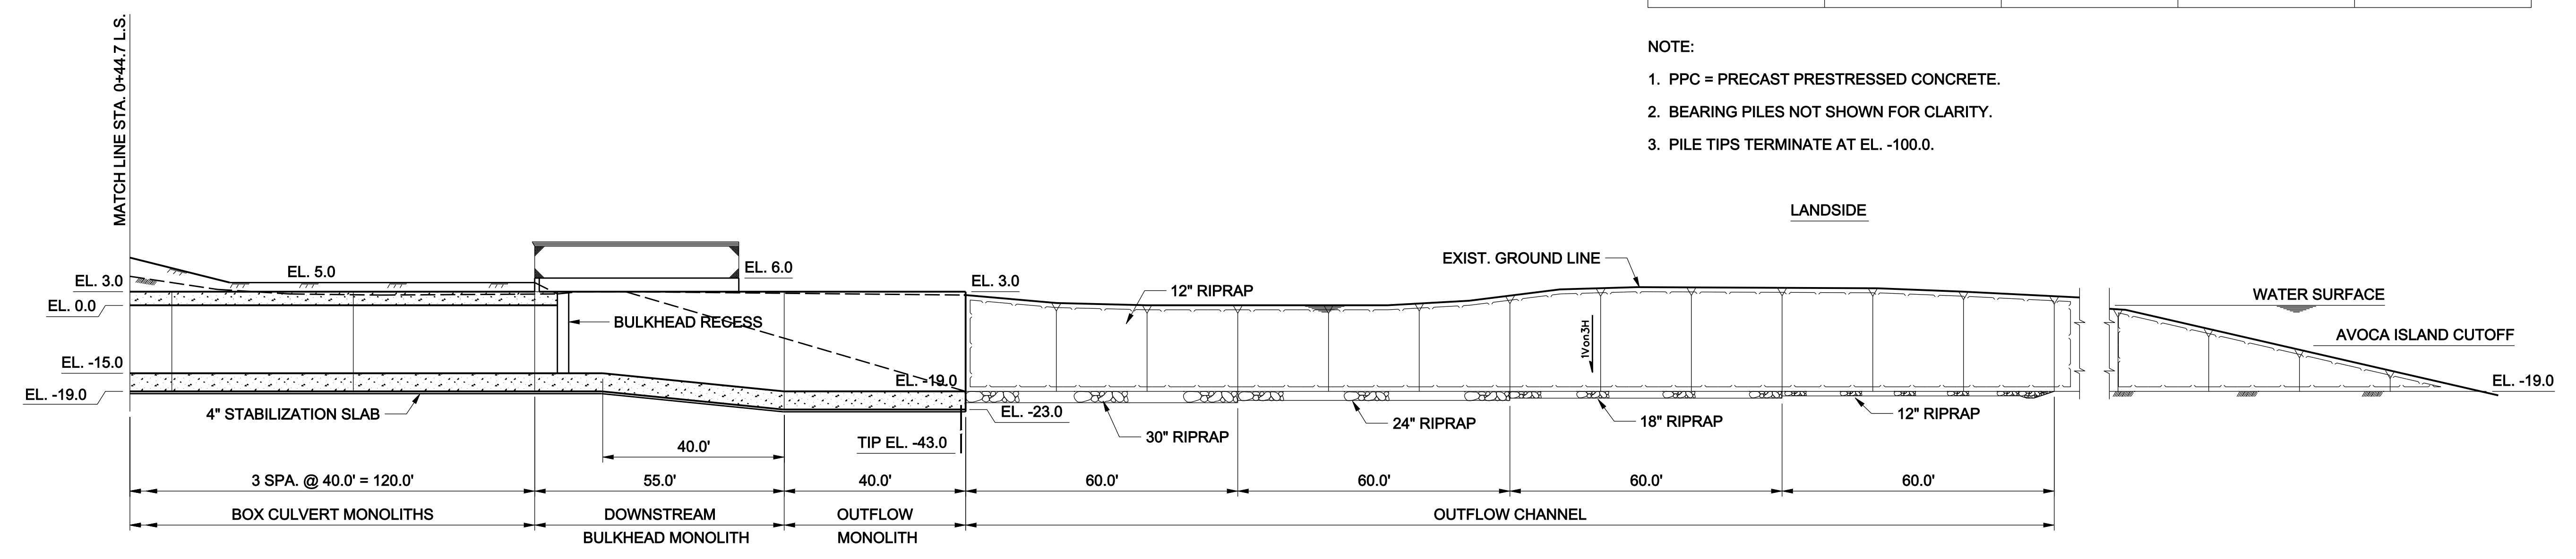 NOTE:
1. PPC = PRECAST PRESTRESSED CONCRETE.
2. BEARING PILES NOT SHOWN FOR CLARITY.
3. PILE TIPS TERMINATE AT EL. -100.0.
MATCH LINE STA. 0+44.7 L.S.
LANDSIDE
EXIST. GROUND LINE
EL. 5.0
EL. 6.0
EL. 3.0
EL. 3.0
12" RIPRAP
WATER SURFACE
EL. 0.0
BULKHEAD RECESS
1Von3H
AVOCA ISLAND CUTOFF
EL. -15.0
EL. -19.0
EL. -19.0
EL. -19.0
4" STABILIZATION SLAB
EL. -23.0
30" RIPRAP
24" RIPRAP
18" RIPRAP
12" RIPRAP
TIP EL. -43.0
40.0'
3 SPA. @ 40.0' = 120.0'
55.0'
40.0'
60.0'
60.0'
60.0'
60.0'
BOX CULVERT MONOLITHS
DOWNSTREAM
BULKHEAD MONOLITH
OUTFLOW
MONOLITH
OUTFLOW CHANNEL